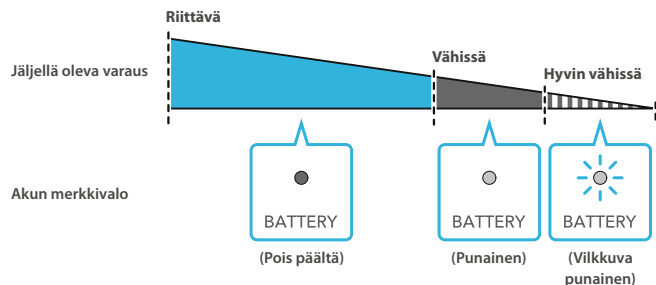 Riittävä
Vähissä
Hyvin vähissä
Jäljellä oleva varaus
Akun merkkivalo
BATTERY
BATTERY
BATTERY
(Pois päältä)
(Punainen)
(Vilkkuva
punainen)